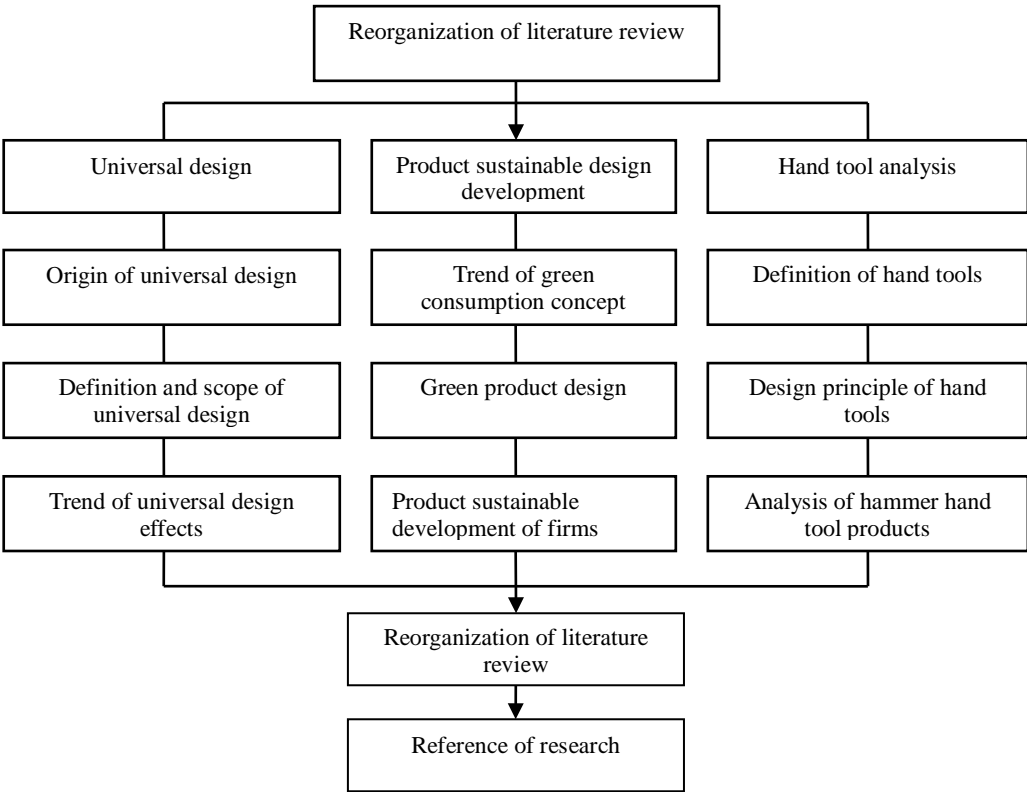 Reorganization of literature review
Universal design
Product sustainable design
development
Hand tool analysis
Origin of universal design
Trend of green
consumption concept
Definition of hand tools
Definition and scope of
universal design
Green product design
Design principle of hand
tools
Trend of universal design
effects
Product sustainable
development of firms
Analysis of hammer hand
tool products
Reorganization of literature
review
Reference of research